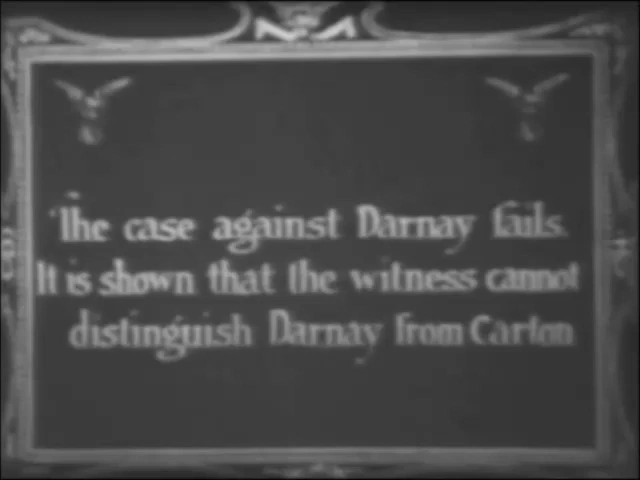 The case against Darnay fails.
It is shown that the witness cannot
distinguish Darnay from Carton